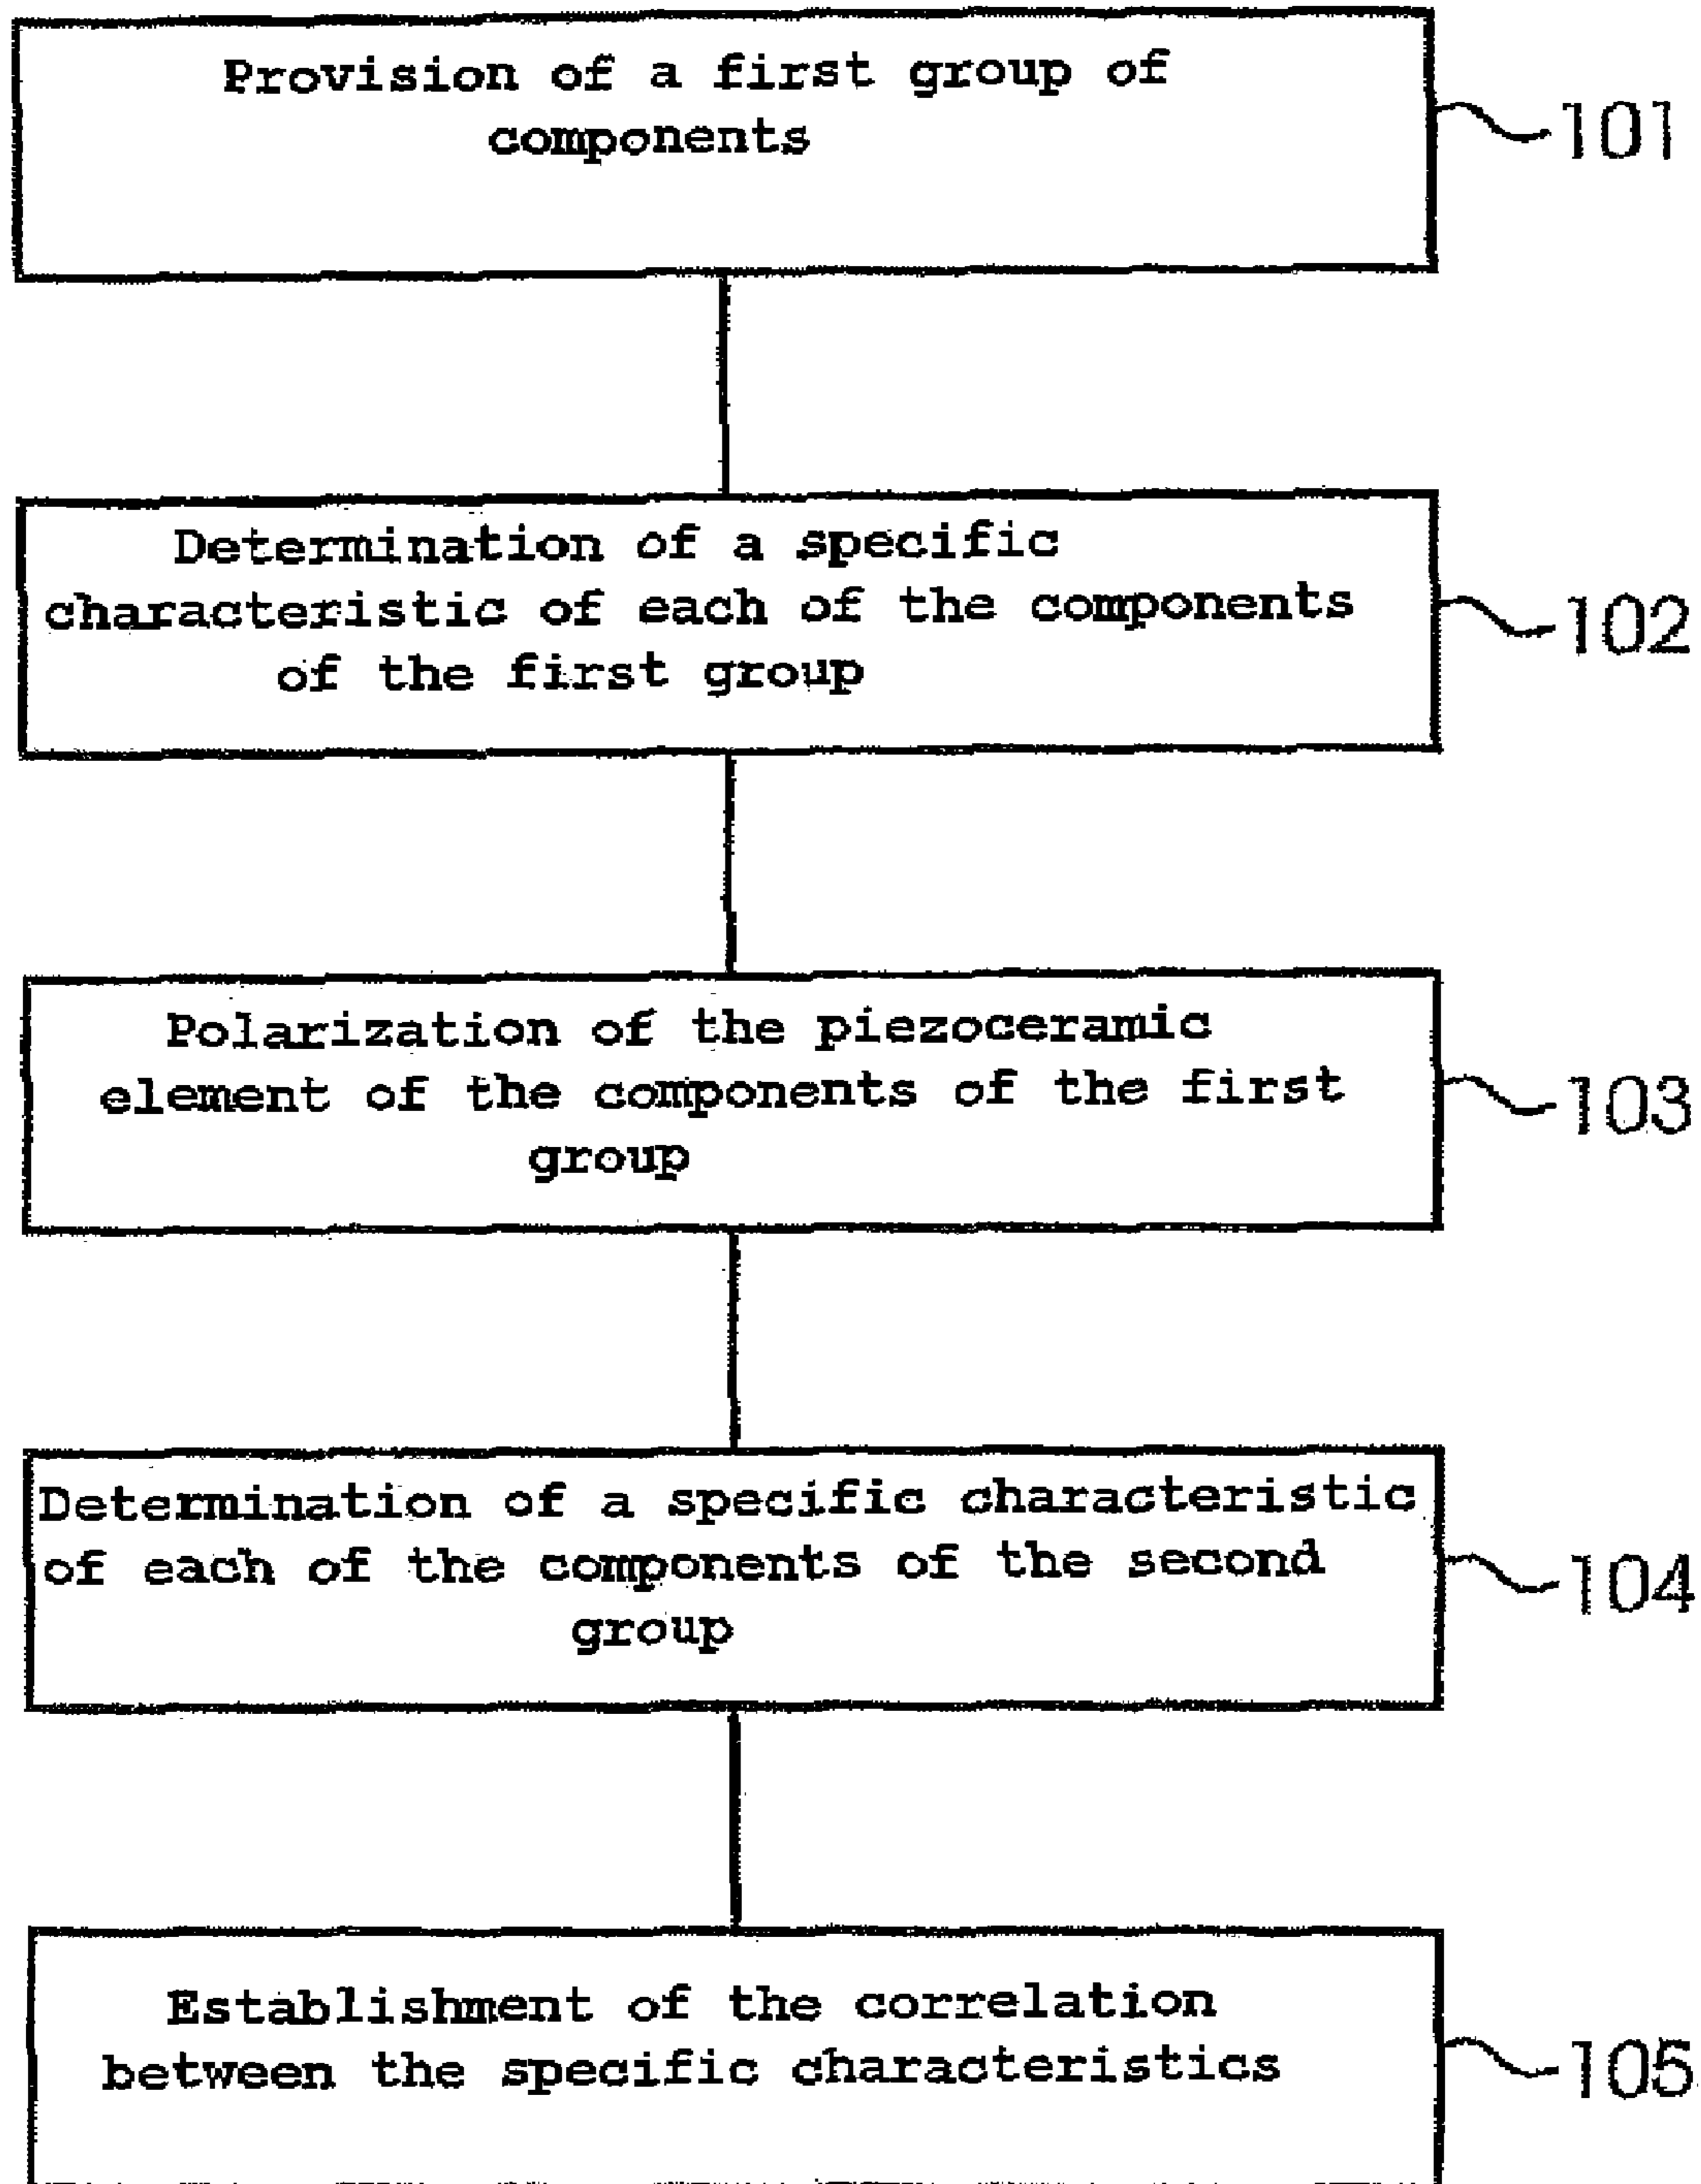 Provision of a first group of
components
101
Determination of a specific
characteristic of each of the components
of the first group
102
Polarization of the piezoceramic
element of the components of the first
group
103
Determination of a specific characteristic
of each of the components of the second
group
104
Establishment of the correlation
between the specific characteristics
105